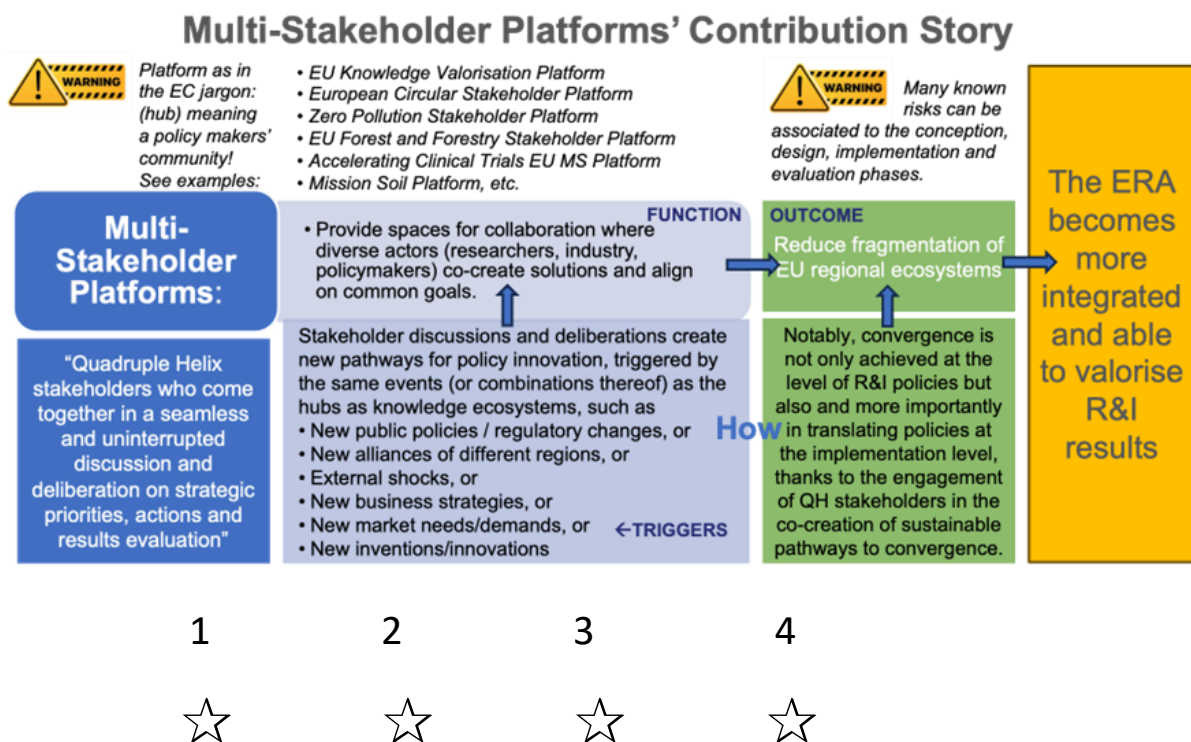 Multi-Stakeholder Platforms’ Contribution Story
WARNING
Platform as in
the EC jargon:
(hub) meaning
a policy makers’
community!
See examples:
• EU Knowledge Valorisation Platform
• European Circular Stakeholder Platform
• Zero Pollution Stakeholder Platform
• EU Forest and Forestry Stakeholder Platform
• Accelerating Clinical Trials EU MS Platform
• Mission Soil Platform, etc.
WARNING
Many known
risks can be
associated to the conception,
design, implementation and
evaluation phases.
Multi-
Stakeholder
Platforms:
“Quadruple Helix
stakeholders who come
together in a seamless
and uninterrupted
discussion and
deliberation on strategic
priorities, actions and
results evaluation”
FUNCTION
• Provide spaces for collaboration where
diverse actors (researchers, industry,
policymakers) co-create solutions and align
on common goals.
Stakeholder discussions and deliberations create
new pathways for policy innovation, triggered by
the same events (or combinations thereof) as the
hubs as knowledge ecosystems, such as
• New public policies / regulatory changes, or
• New alliances of different regions, or
• External shocks, or
• New business strategies, or
• New market needs/demands, or
• New inventions/innovations
←TRIGGERS
How
OUTCOME
Reduce fragmentation of
EU regional ecosystems
Notably, convergence is
not only achieved at the
level of R&I policies but
also and more importantly
in translating policies at
the implementation level,
thanks to the engagement
of QH stakeholders in the
co-creation of sustainable
pathways to convergence.
The ERA
becomes
more
integrated
and able
to valorise
R&I
results
1 2 3 4